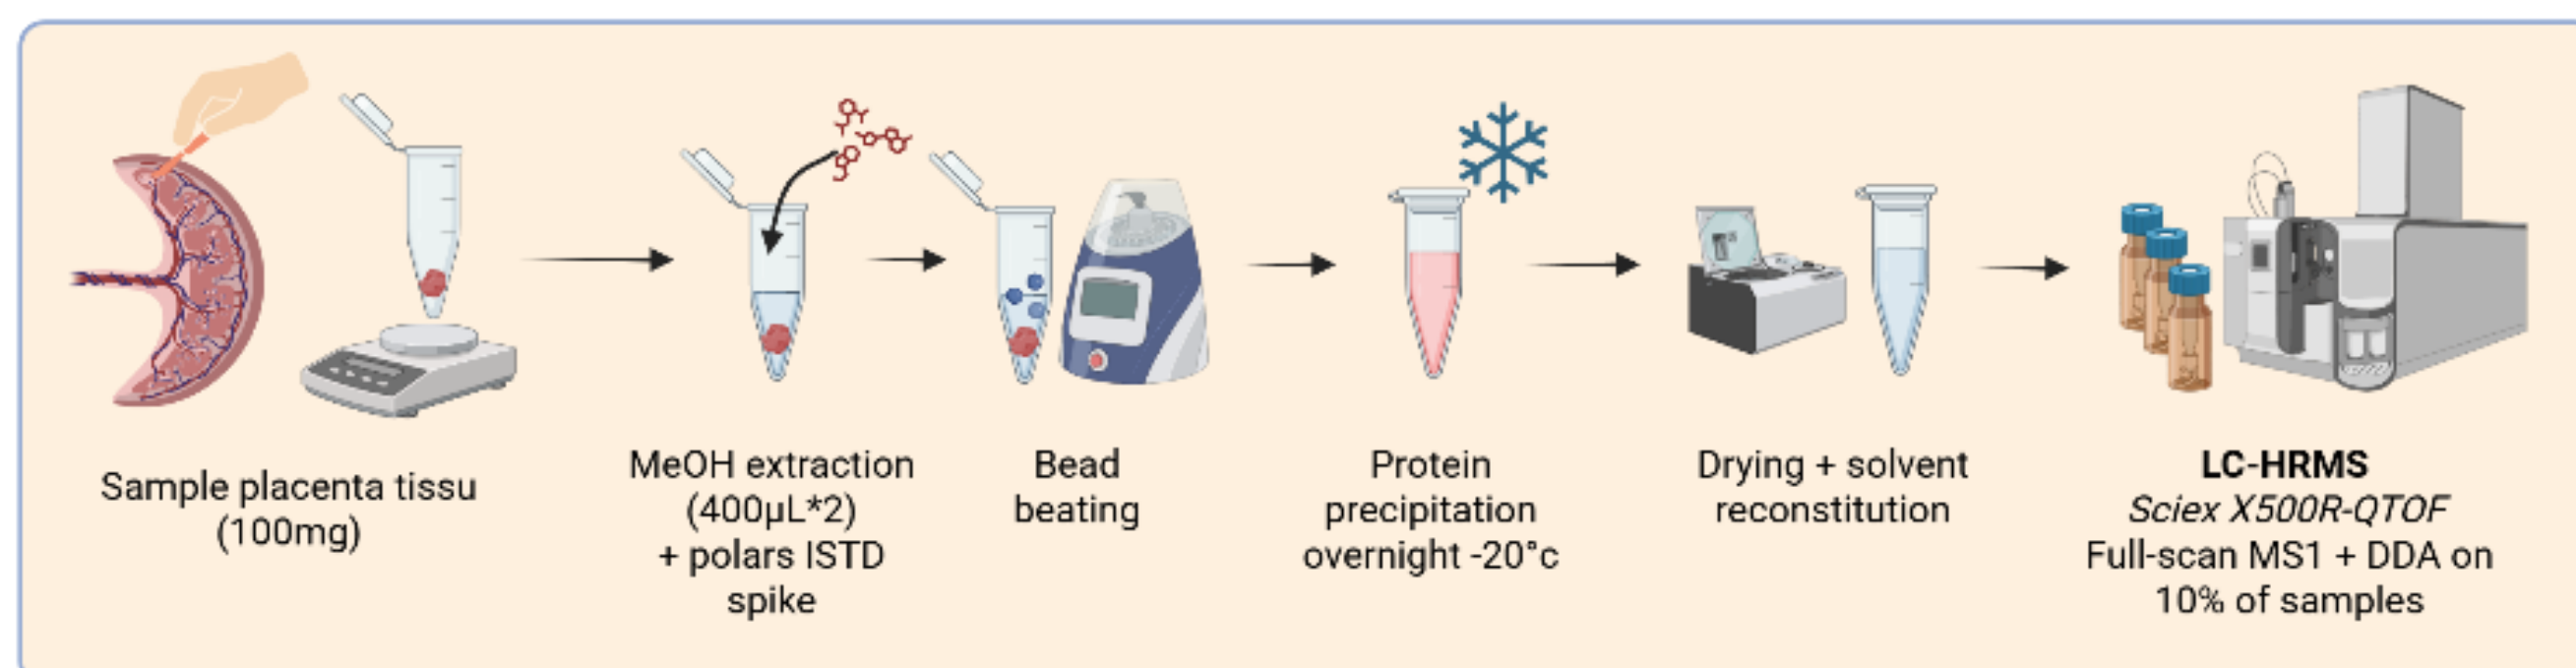 Sample placenta tissu
(100mg)
MeOH extraction
(400µL*2)
+ polars ISTD
spike
Bead
beating
Protein
precipitation
overnight -20°c
Drying + solvent
reconstitution
LC-HRMS
Sciex X500R-QTOF
Full-scan MS1 + DDA on
10% of samples